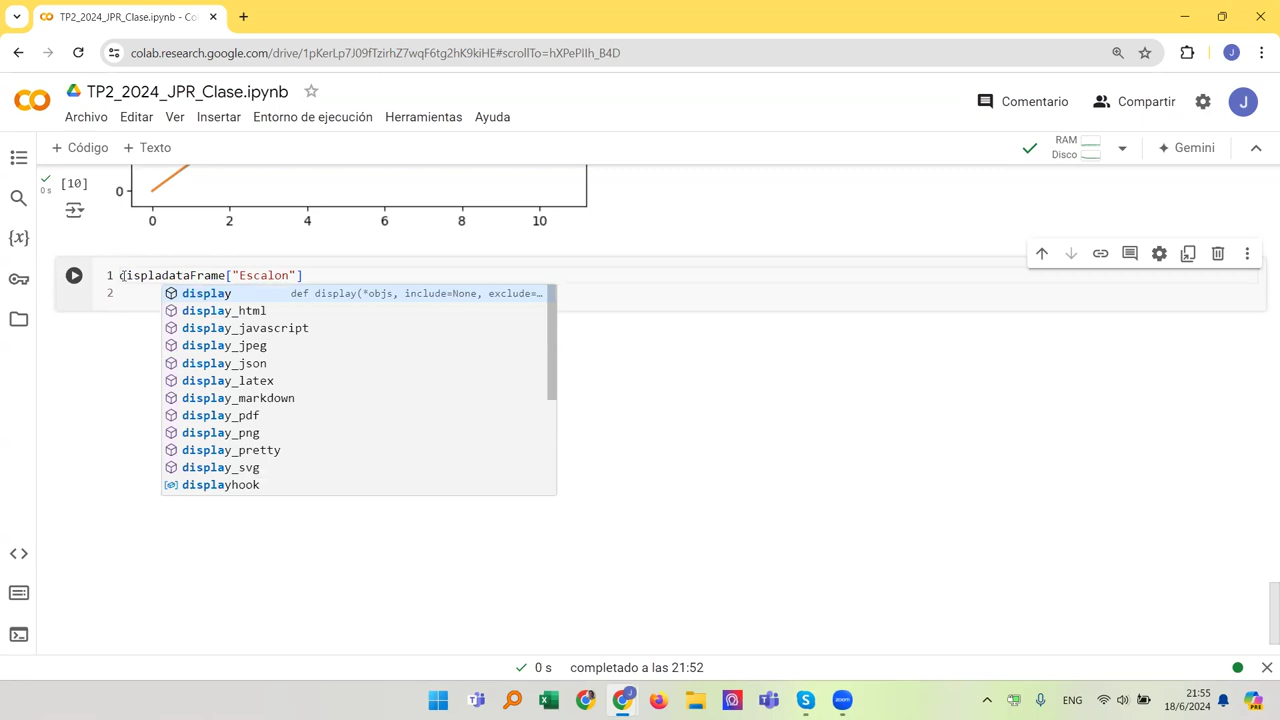 TP2_2024_JPR_Clase.ipynb - Co
colab.research.google.com/drive/1pKerLp7J09fTzirhZ7wqF6tg2hK9kiHE#scrollTo=hXPePIIh_B4D
J
TP2_2024_JPR_Clase.ipynb
Comentario
Compartir
J
Archivo
Editar
Ver
Insertar
Entorno de ejecución
Herramientas
Ayuda
+ Código
+ Texto
RAM
Disco
Gemini
0 s
[10]
0
0 2 4 6 8 10
1 displadataFrame["Escalon"]
2
display def display(*objs, include=None, exclude=…
display_html
display_javascript
display_jpeg
display_json
display_latex
display_markdown
display_pdf
display_png
display_pretty
display_svg
displayhook
{x}
0 s completado a las 21:52
zoom
ENG
21:55
18/6/2024
PRE